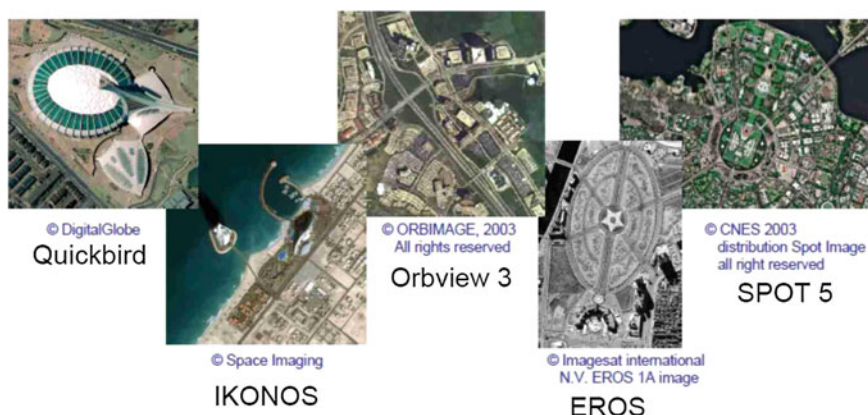 © DigitalGlobe
Quickbird
© Space Imaging
IKONOS
© ORBIMAGE, 2003
All rights reserved
Orbview 3
© Imagesat international
N.V. EROS 1A image
EROS
© CNES 2003
distribution Spot Image
all right reserved
SPOT 5